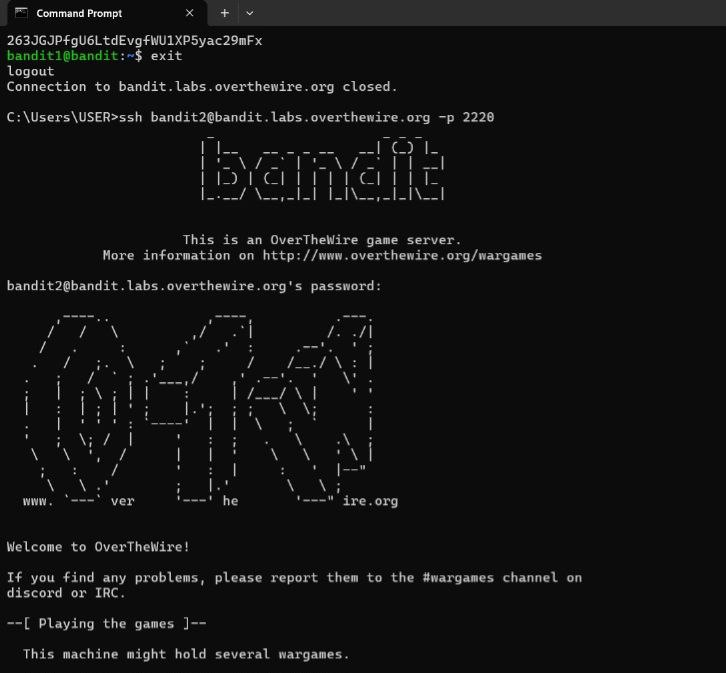 Command Prompt
263JGJPfgU6LtdEvgfWU1XP5yac29mFx
bandit1@bandit:~$ exit
logout
Connection to bandit.labs.overthewire.org closed.
C:\Users\USER>ssh bandit2@bandit.labs.overthewire.org -p 2220
bandit
This is an OverTheWire game server.
More information on http://www.overthewire.org/wargames
bandit2@bandit.labs.overthewire.org's password:
www. ver he ire.org
Welcome to OverTheWire!
If you find any problems, please report them to the #wargames channel on
discord or IRC.
--[ Playing the games ]--
This machine might hold several wargames.